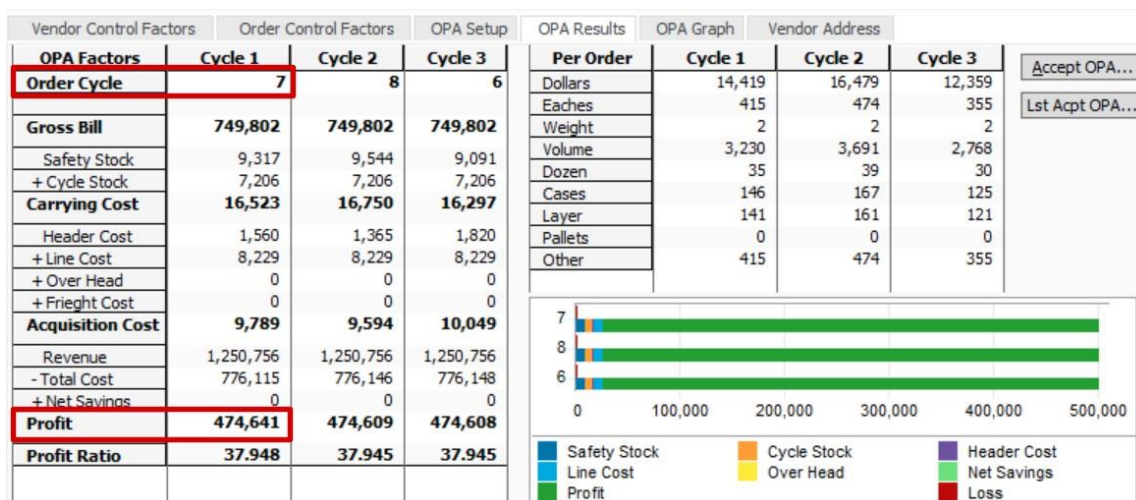 Vendor Control Factors Order Control Factors OPA Setup OPA Results OPA Graph Vendor Address
OPA Factors Cycle 1 Cycle 2 Cycle 3
Order Cycle 7 8 6
Gross Bill 749,802 749,802 749,802
Safety Stock 9,317 9,544 9,091
+ Cycle Stock 7,206 7,206 7,206
Carrying Cost 16,523 16,750 16,297
Header Cost 1,560 1,365 1,820
+ Line Cost 8,229 8,229 8,229
+ Over Head 0 0 0
+ Frieght Cost 0 0 0
Acquisition Cost 9,789 9,594 10,049
Revenue 1,250,756 1,250,756 1,250,756
- Total Cost 776,115 776,146 776,148
+ Net Savings 0 0 0
Profit 474,641 474,609 474,608
Profit Ratio 37.948 37.945 37.945
Per Order Cycle 1 Cycle 2 Cycle 3
Dollars 14,419 16,479 12,359
Eaches 415 474 355
Weight 2 2 2
Volume 3,230 3,691 2,768
Dozen 35 39 30
Cases 146 167 125
Layer 141 161 121
Pallets 0 0 0
Other 415 474 355
Accept OPA...
Lst Acpt OPA...
7
8
6
0 100,000 200,000 300,000 400,000 500,000
Safety Stock Cycle Stock Header Cost
Line Cost Over Head Net Savings
Profit Loss